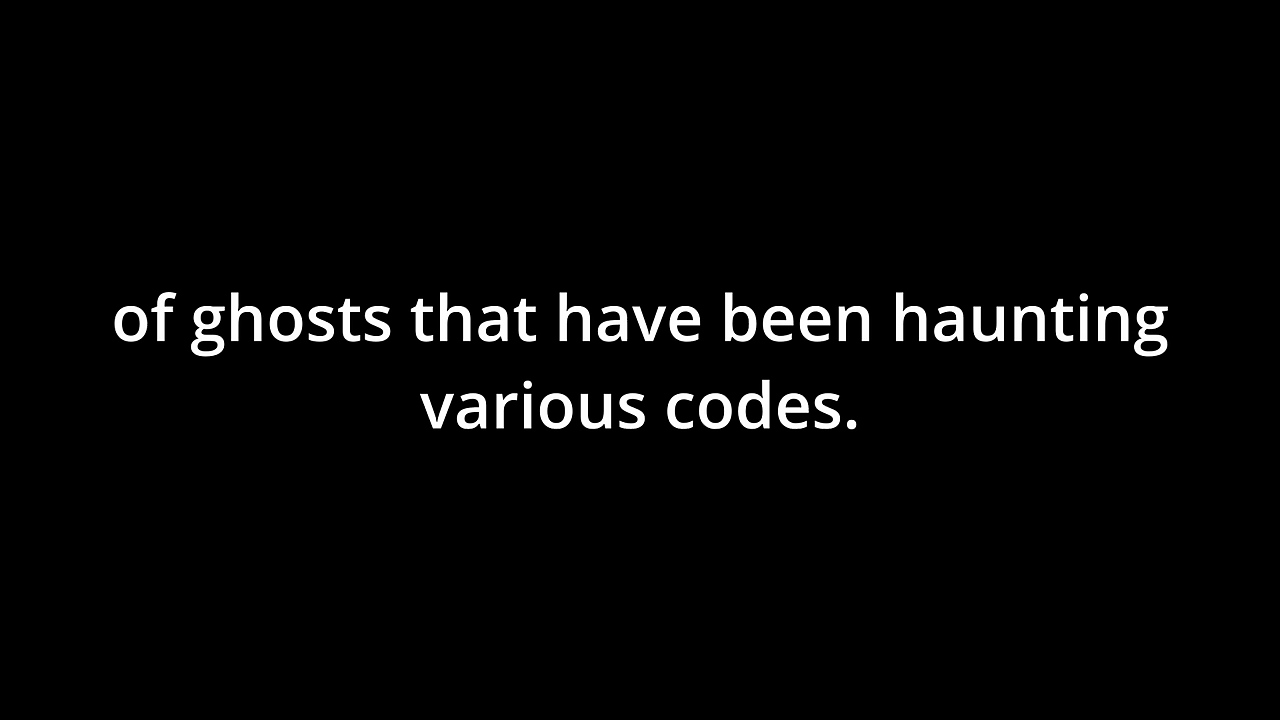 of ghosts that have been haunting
various codes.